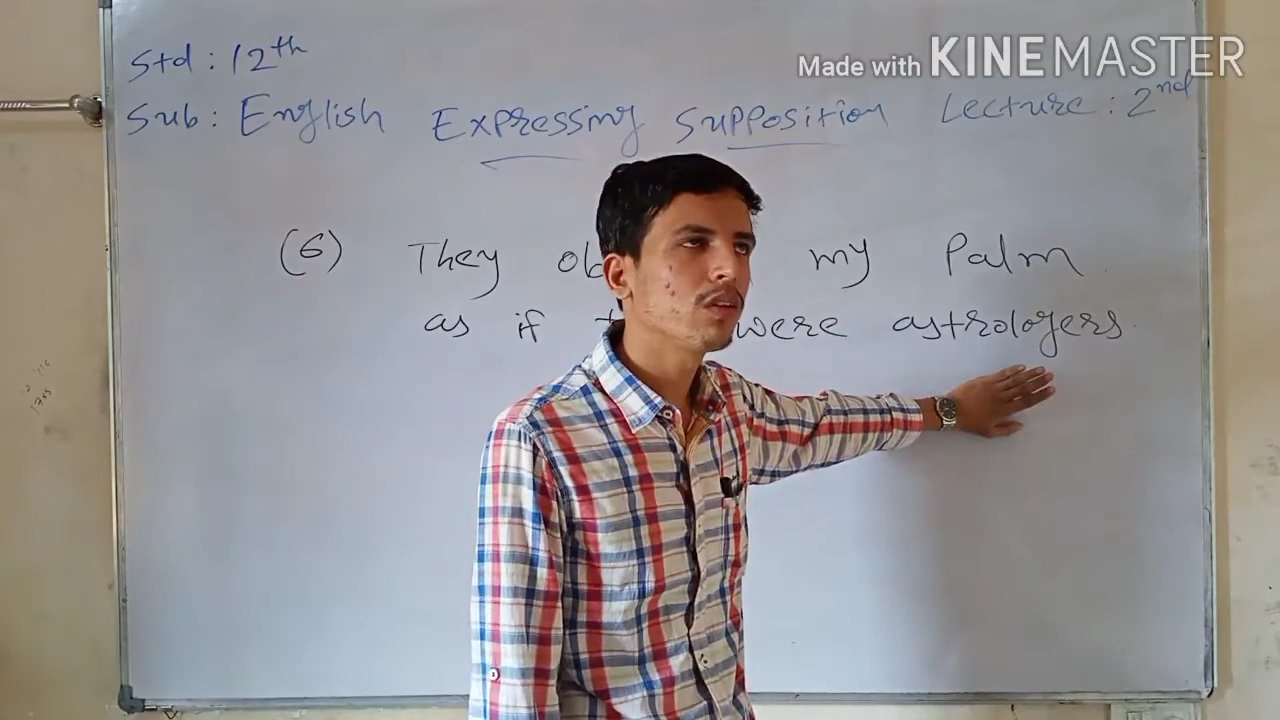 Made with KINEMASTER
Std : 12th
Sub : English Expressing Supposition Lecture : 2nd
(6) They my Palm
as if were astrologers.